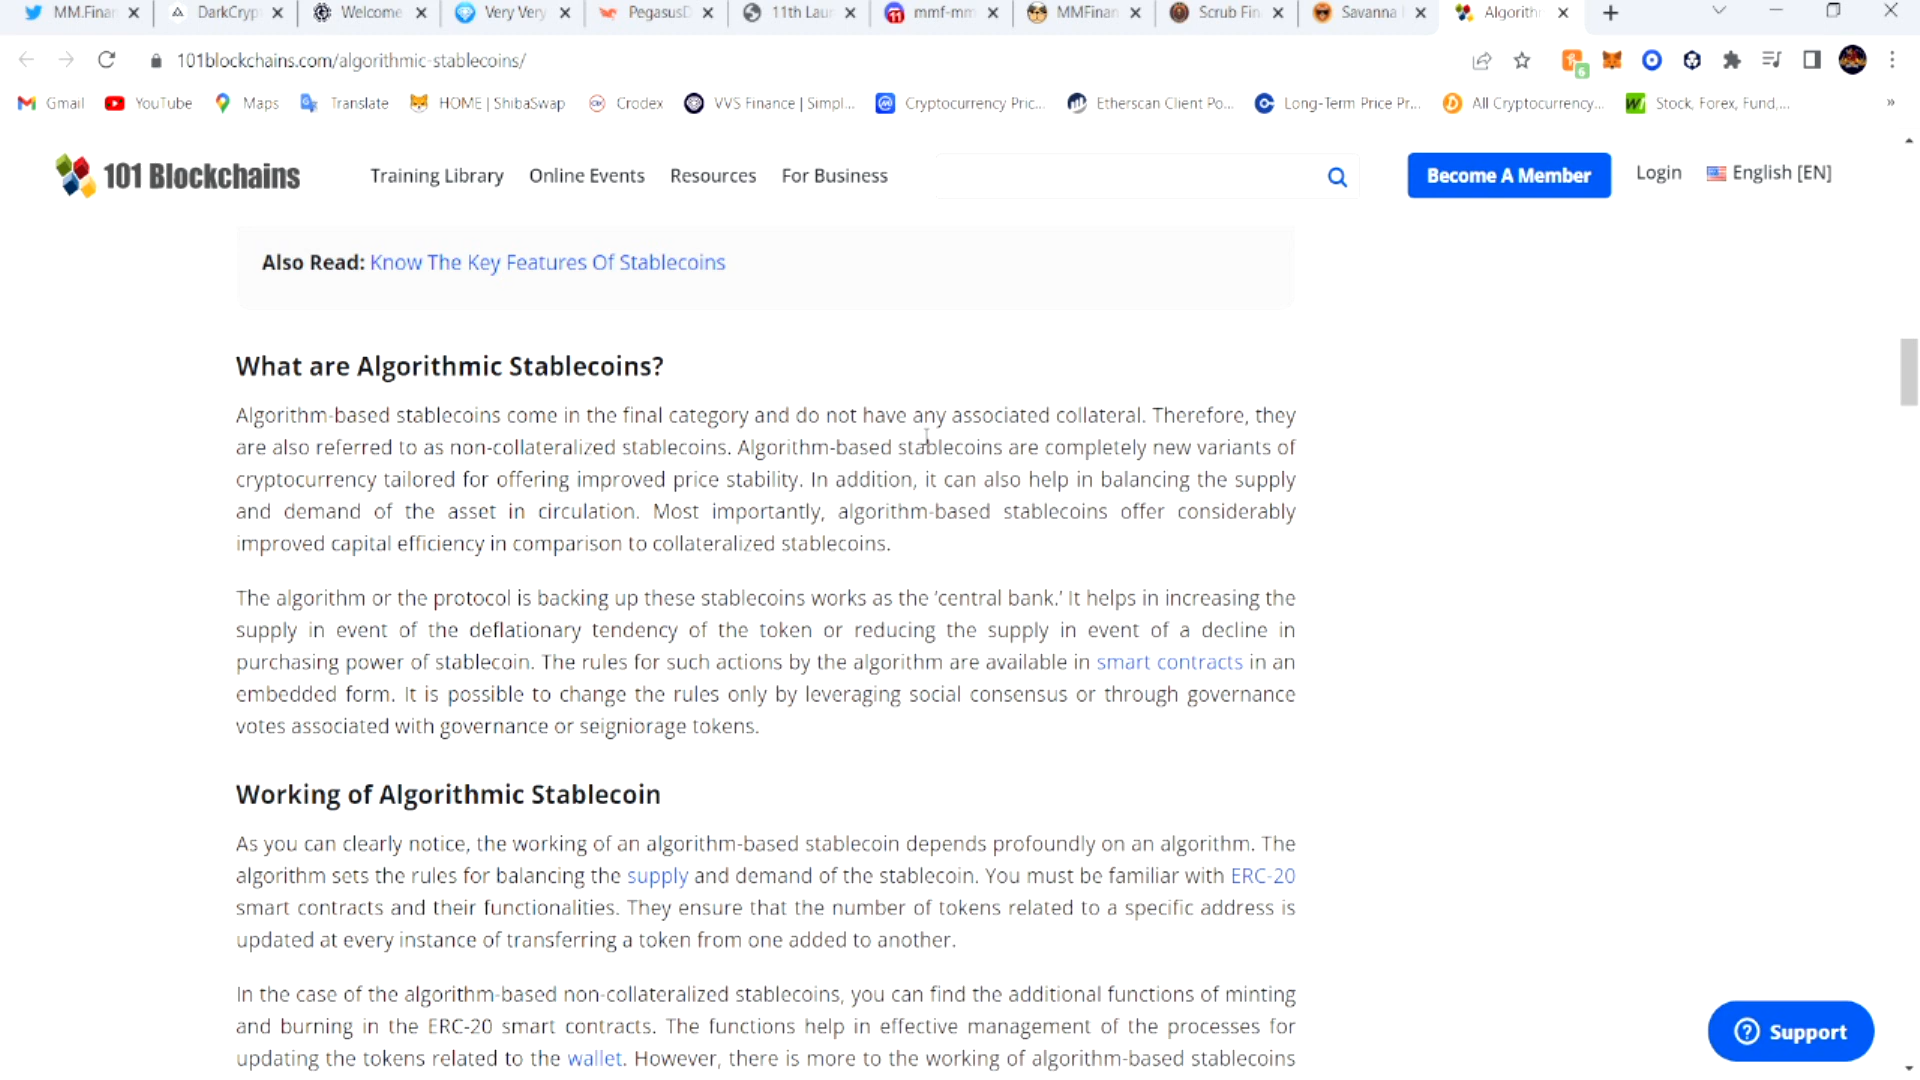 MM.Finan DarkCryp Welcome Very Very PegasusD 11th Laun mmf-mm MMFinan Scrub Fin Savanna Algorith
101blockchains.com/algorithmic-stablecoins/
Gmail YouTube Maps Translate HOME | ShibaSwap Crodex VVS Finance | Simpl... Cryptocurrency Pric... Etherscan Client Po... Long-Term Price Pr... All Cryptocurrency... Stock, Forex, Fund,... »
101 Blockchains Training Library Online Events Resources For Business Become A Member Login English [EN]
Also Read: Know The Key Features Of Stablecoins
What are Algorithmic Stablecoins?
Algorithm-based stablecoins come in the final category and do not have any associated collateral. Therefore, they
are also referred to as non-collateralized stablecoins. Algorithm-based stablecoins are completely new variants of
cryptocurrency tailored for offering improved price stability. In addition, it can also help in balancing the supply
and demand of the asset in circulation. Most importantly, algorithm-based stablecoins offer considerably
improved capital efficiency in comparison to collateralized stablecoins.
The algorithm or the protocol is backing up these stablecoins works as the ‘central bank.’ It helps in increasing the
supply in event of the deflationary tendency of the token or reducing the supply in event of a decline in
purchasing power of stablecoin. The rules for such actions by the algorithm are available in smart contracts in an
embedded form. It is possible to change the rules only by leveraging social consensus or through governance
votes associated with governance or seigniorage tokens.
Working of Algorithmic Stablecoin
As you can clearly notice, the working of an algorithm-based stablecoin depends profoundly on an algorithm. The
algorithm sets the rules for balancing the supply and demand of the stablecoin. You must be familiar with ERC-20
smart contracts and their functionalities. They ensure that the number of tokens related to a specific address is
updated at every instance of transferring a token from one added to another.
In the case of the algorithm-based non-collateralized stablecoins, you can find the additional functions of minting
and burning in the ERC-20 smart contracts. The functions help in effective management of the processes for
updating the tokens related to the wallet. However, there is more to the working of algorithm-based stablecoins
Support